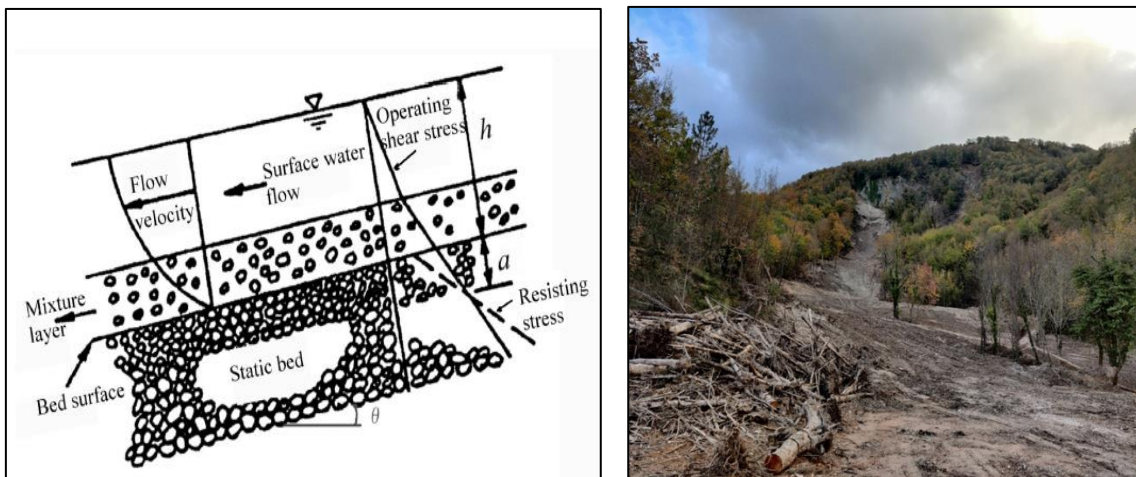 Operating
shear stress
h
Flow
velocity
Surface water
flow
a
Mixture
layer
Resisting
stress
Static bed
Bed surface
θ